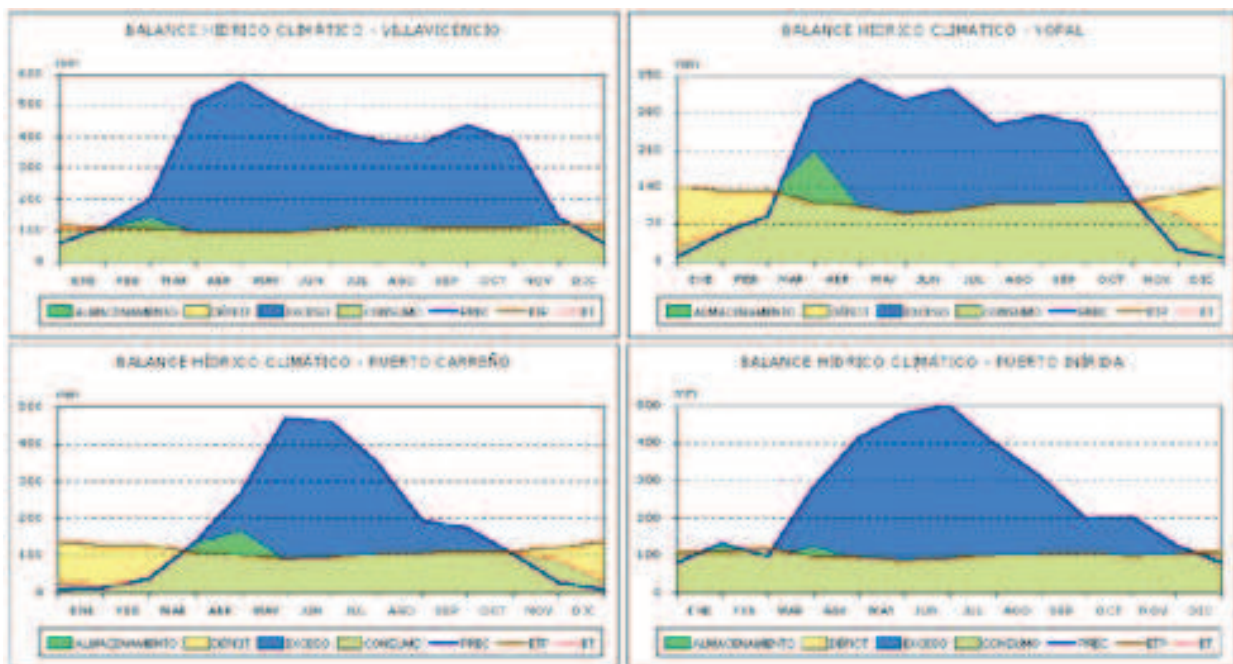 BALANCE HÍDRICO CLIMÁTICO - VILLAVICENCIO
mm
600
500
400
300
200
100
0
ENE FEB MAR ABR MAY JUN JUL AGO SEP OCT NOV DIC
ALMACENAMIENTO DÉFICIT EXCESO CONSUMO PREC ETP ET
BALANCE HÍDRICO CLIMÁTICO - YOPAL
mm
350
210
140
70
0
ENE FEB MAR ABR MAY JUN JUL AGO SEP OCT NOV DIC
ALMACENAMIENTO DÉFICIT EXCESO CONSUMO PREC ETP ET
BALANCE HÍDRICO CLIMÁTICO - PUERTO CARREÑO
mm
500
400
300
200
100
0
ENE FEB MAR ABR MAY JUN JUL AGO SEP OCT NOV DIC
ALMACENAMIENTO DÉFICIT EXCESO CONSUMO PREC ETP ET
BALANCE HÍDRICO CLIMÁTICO - PUERTO INÍRIDA
mm
500
400
300
200
100
0
ENE FEB MAR ABR MAY JUN JUL AGO SEP OCT NOV DIC
ALMACENAMIENTO DÉFICIT EXCESO CONSUMO PREC ETP ET